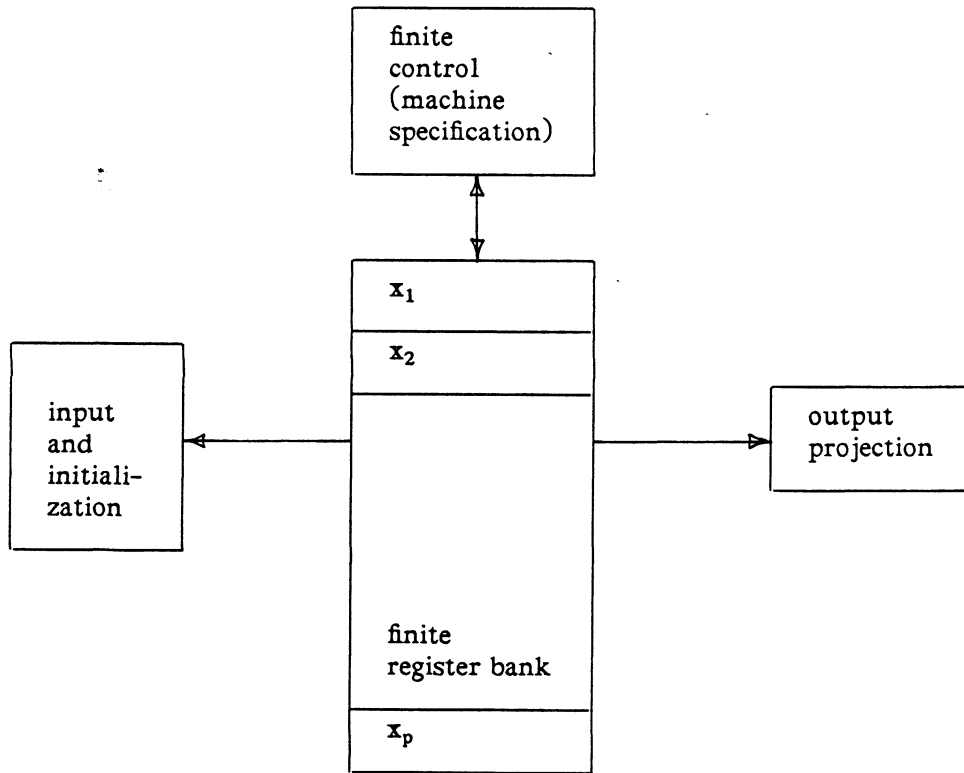 finite
control
(machine
specification)
x₁
x₂
input
and
initiali-
zation
output
projection
finite
register bank
xₚ